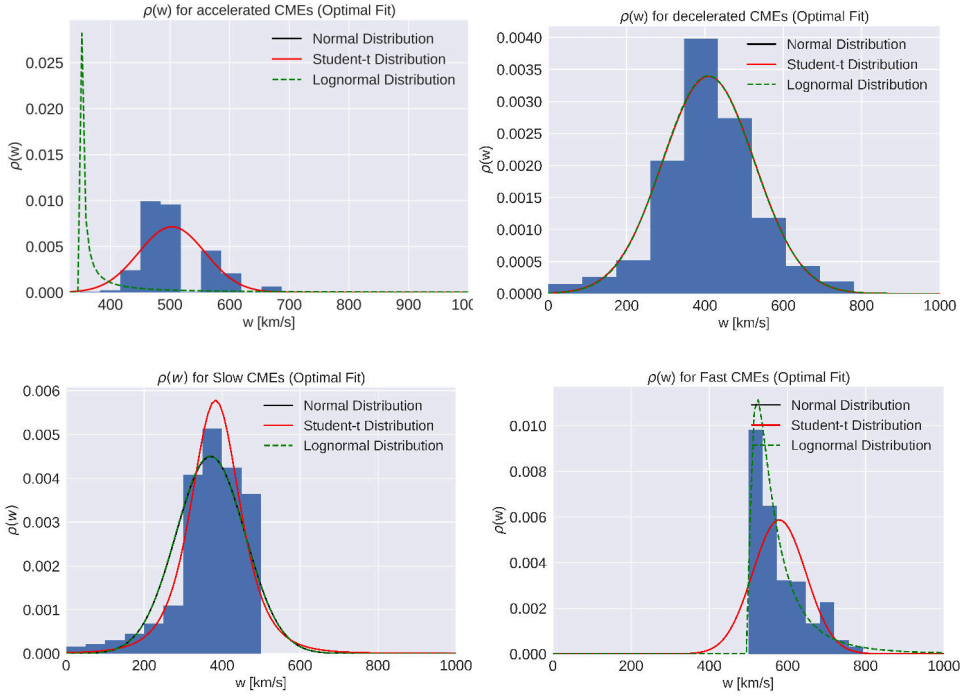 ρ(w) for accelerated CMEs (Optimal Fit)
Normal Distribution
Student-t Distribution
Lognormal Distribution
ρ(w)
0.025
0.020
0.015
0.010
0.005
0.000
400 500 600 700 800 900 1000
w [km/s]
ρ(w) for decelerated CMEs (Optimal Fit)
Normal Distribution
Student-t Distribution
Lognormal Distribution
ρ(w)
0.0040
0.0035
0.0030
0.0025
0.0020
0.0015
0.0010
0.0005
0.0000
0 200 400 600 800 1000
w [km/s]
ρ(w) for Slow CMEs (Optimal Fit)
Normal Distribution
Student-t Distribution
Lognormal Distribution
ρ(w)
0.006
0.005
0.004
0.003
0.002
0.001
0.000
0 200 400 600 800 1000
w [km/s]
ρ(w) for Fast CMEs (Optimal Fit)
Normal Distribution
Student-t Distribution
Lognormal Distribution
ρ(w)
0.010
0.008
0.006
0.004
0.002
0.000
0 200 400 600 800 1000
w [km/s]